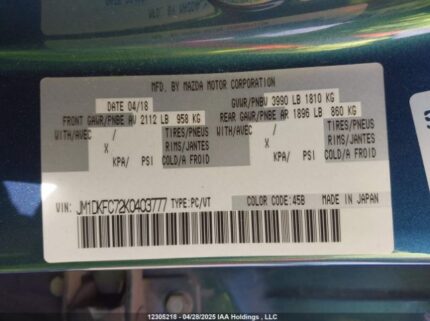 MFD. BY MAZDA MOTOR CORPORATION
DATE 04/18 GVWR/PNBV 3990 LB 1810 KG
FRONT GAWR/PNBE AV 2112 LB 958 KG REAR GAWR/PNBE AR 1896 LB 860 KG
WITH/AVEC / TIRES/PNEUS WITH/AVEC / TIRES/PNEUS
X RIMS/JANTES X RIMS/JANTES
KPA/ PSI COLD/A FROID KPA/ PSI COLD/A FROID
VIN: JM1DKFC72K0403777 TYPE:PC/VT COLOR CODE:45B MADE IN JAPAN
12305218 - 04/28/2025 IAA Holdings , LLC